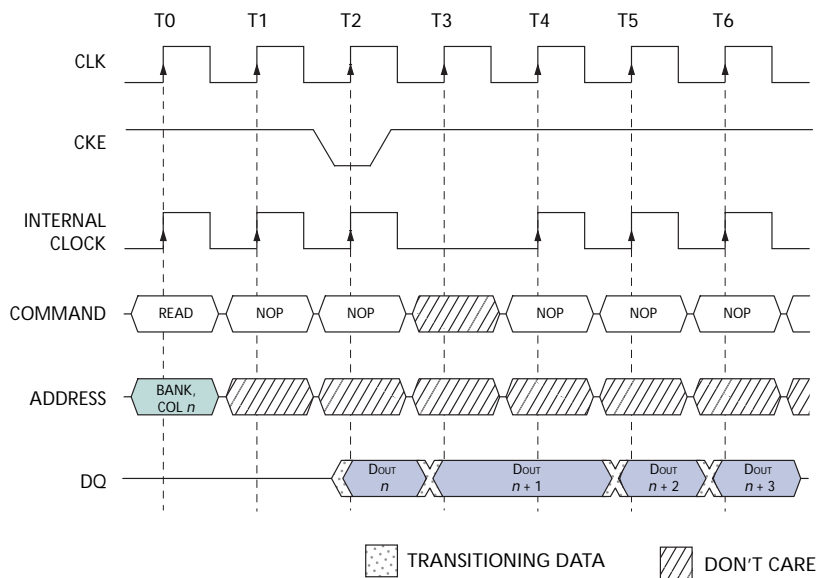 T0 T1 T2 T3 T4 T5 T6
CLK
CKE
INTERNAL
CLOCK
COMMAND READ NOP NOP NOP NOP NOP
ADDRESS BANK,
COL n
DQ DOUT DOUT DOUT DOUT
n n + 1 n + 2 n + 3
TRANSITIONING DATA DON'T CARE